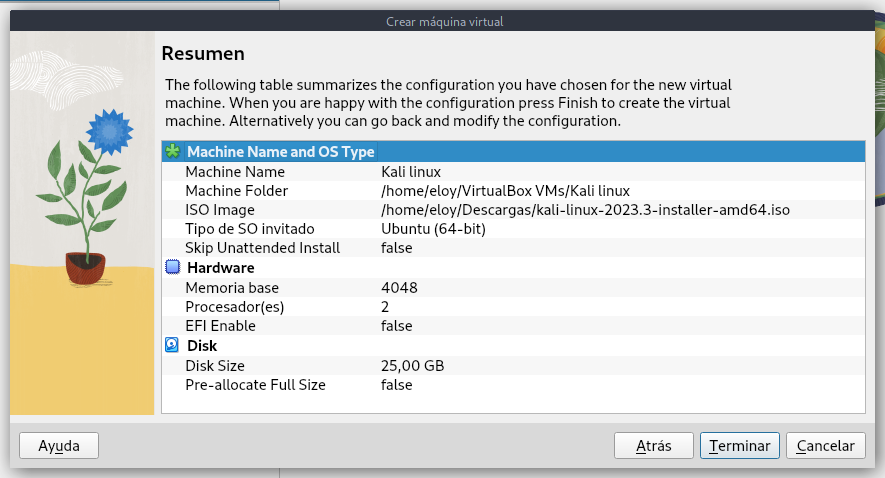 Crear máquina virtual
Resumen
The following table summarizes the configuration you have chosen for the new virtual
machine. When you are happy with the configuration press Finish to create the virtual
machine. Alternatively you can go back and modify the configuration.
Machine Name and OS Type
Machine Name Kali linux
Machine Folder /home/eloy/VirtualBox VMs/Kali linux
ISO Image /home/eloy/Descargas/kali-linux-2023.3-installer-amd64.iso
Tipo de SO invitado Ubuntu (64-bit)
Skip Unattended Install false
Hardware
Memoria base 4048
Procesador(es) 2
EFI Enable false
Disk
Disk Size 25,00 GB
Pre-allocate Full Size false
Ayuda Atrás Terminar Cancelar